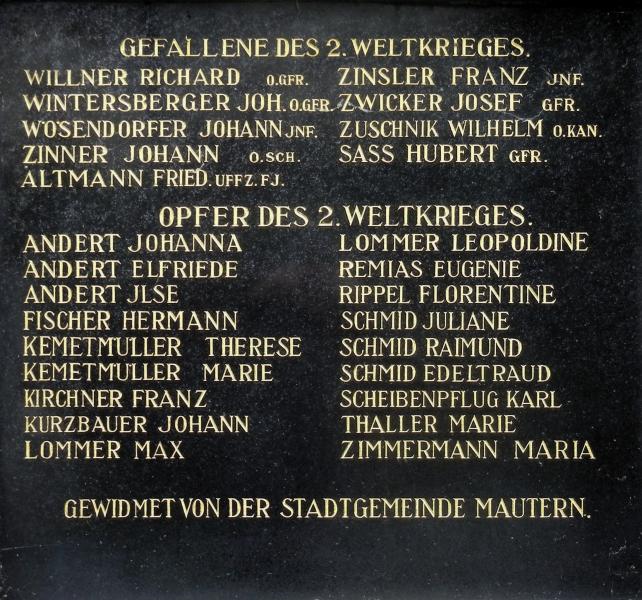 GEFALLENE DES 2. WELTKRIEGES.
WILLNER RICHARD O.GFR. ZINSLER FRANZ JNF.
WINTERSBERGER JOH. O.GFR. ZWICKER JOSEF GFR.
WÖSENDORFER JOHANN JNF. ZUSCHNIK WILHELM O.KAN.
ZINNER JOHANN O.SCH. SASS HUBERT GFR.
ALTMANN FRIED. UFFZ. FJ.
OPFER DES 2. WELTKRIEGES.
ANDERT JOHANNA LOMMER LEOPOLDINE
ANDERT ELFRIEDE REMIAS EUGENIE
ANDERT JLSE RIPPEL FLORENTINE
FISCHER HERMANN SCHMID JULIANE
KEMETMULLER THERESE SCHMID RAIMUND
KEMETMULLER MARIE SCHMID EDELTRAUD
KIRCHNER FRANZ SCHEIBENPFLUG KARL
KURZBAUER JOHANN THALLER MARIE
LOMMER MAX ZIMMERMANN MARIA
GEWIDMET VON DER STADTGEMEINDE MAUTERN.